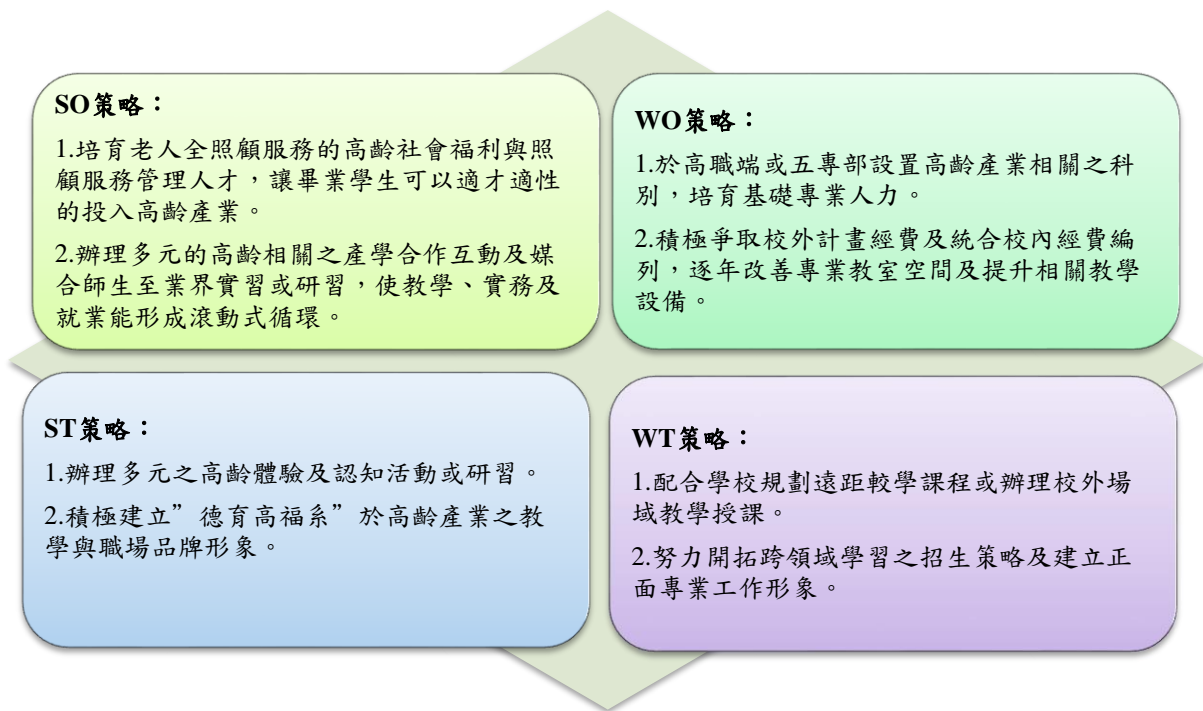 SO策略：
1.培育老人全照顧服務的高齡社會福利與照
顧服務管理人才，讓畢業學生可以適才適性
的投入高齡產業。
2.辦理多元的高齡相關之產學合作互動及媒
合師生至業界實習或研習，使教學、實務及
就業能形成滾動式循環。
WO策略：
1.於高職端或五專部設置高齡產業相關之科
別，培育基礎專業人力。
2.積極爭取校外計畫經費及統合校內經費編
列，逐年改善專業教室空間及提升相關教學
設備。
ST策略：
1.辦理多元之高齡體驗及認知活動或研習。
2.積極建立”德育高福系”於高齡產業之教
學與職場品牌形象。
WT策略：
1.配合學校規劃遠距較學課程或辦理校外場
域教學授課。
2.努力開拓跨領域學習之招生策略及建立正
面專業工作形象。